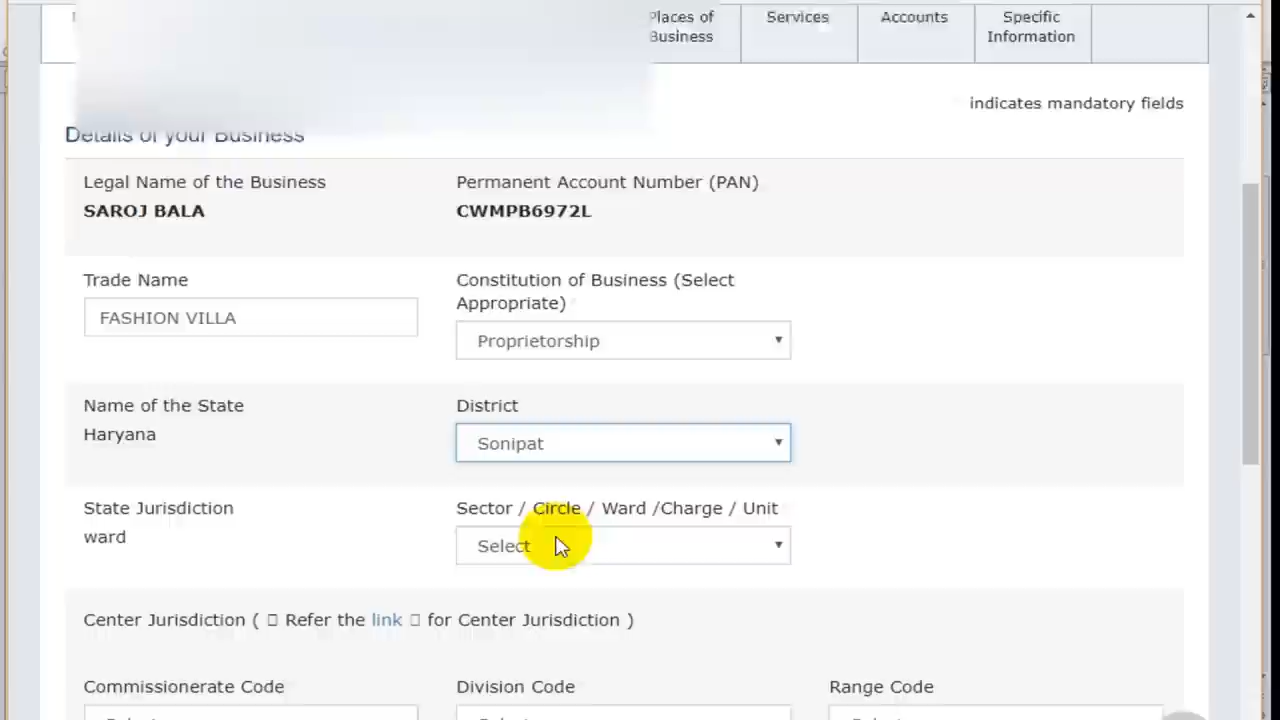 Places of Business
Services
Accounts
Specific Information
indicates mandatory fields
Details of your Business
Legal Name of the Business
Permanent Account Number (PAN)
SAROJ BALA
CWMPB6972L
Trade Name
Constitution of Business (Select
Appropriate)
FASHION VILLA
Proprietorship
Name of the State
District
Haryana
Sonipat
State Jurisdiction
Sector / Circle / Ward /Charge / Unit
ward
Select
Center Jurisdiction ( Refer the link for Center Jurisdiction )
Commissionerate Code
Division Code
Range Code